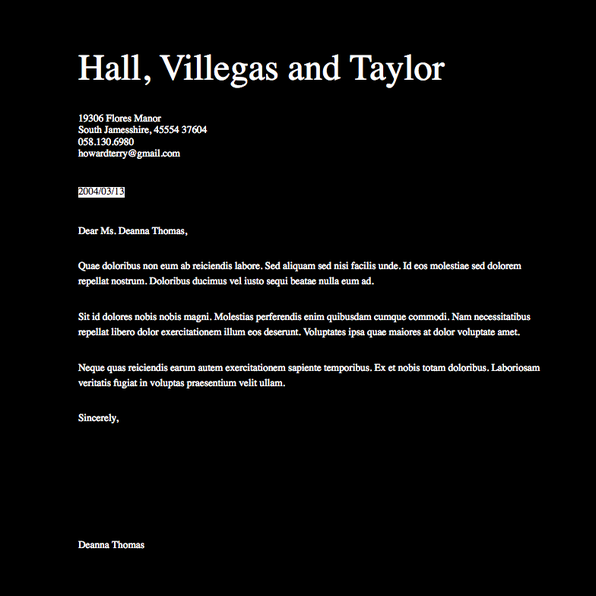 Hall, Villegas and Taylor
19306 Flores Manor
South Jamesshire, 45554 37604
058.130.6980
howardterry@gmail.com
2004/03/13
Dear Ms. Deanna Thomas,
Quae doloribus non eum ab reiciendis labore. Sed aliquam sed nisi facilis unde. Id eos molestiae sed dolorem
repellat nostrum. Doloribus ducimus vel iusto sequi beatae nulla eum ad.
Sit id dolores nobis nobis magni. Molestias perferendis enim quibusdam cumque commodi. Nam necessitatibus
repellat libero dolor exercitationem illum eos deserunt. Voluptates ipsa quae maiores at dolor voluptate amet.
Neque quas reiciendis earum autem exercitationem sapiente temporibus. Ex et nobis totam doloribus. Laboriosam
veritatis fugiat in voluptas praesentium velit ullam.
Sincerely,
Deanna Thomas